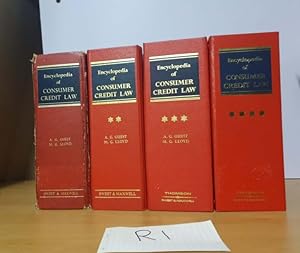 Encyclopedia
of
CONSUMER
CREDIT LAW
A. G. GUEST
M. G. LLOYD
SWEET & MAXWELL
Encyclopedia
of
CONSUMER
CREDIT LAW
**
A. G. GUEST
M. G. LLOYD
SWEET & MAXWELL
Encyclopedia
of
CONSUMER
CREDIT LAW
***
A. G. GUEST
M. G. LLOYD
THOMSON
SWEET & MAXWELL
Encyclopedia
of
CONSUMER
CREDIT LAW
****
THOMSON
R1